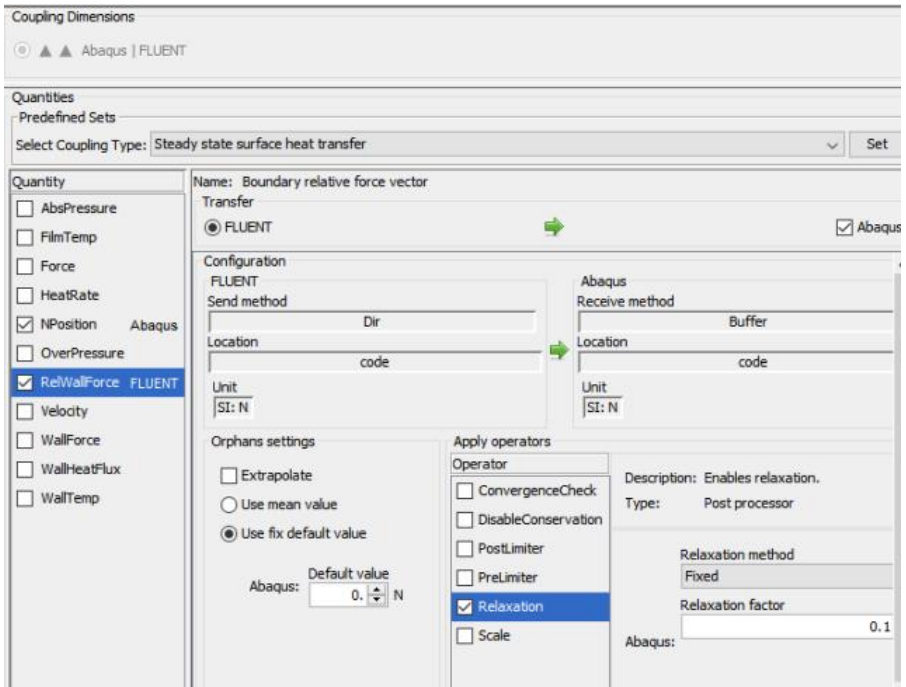 Coupling Dimensions
Abaqus | FLUENT
Quantities
Predefined Sets
Select Coupling Type: Steady state surface heat transfer Set
Quantity
AbsPressure
FilmTemp
Force
HeatRate
NPosition Abaqus
OverPressure
RelWallForce FLUENT
Velocity
WallForce
WallHeatFlux
WallTemp
Name: Boundary relative force vector
Transfer
FLUENT Abaqus
Configuration
FLUENT
Send method
Dir
Location
code
Unit
SI: N
Abaqus
Receive method
Buffer
Location
code
Unit
SI: N
Orphans settings
Extrapolate
Use mean value
Use fix default value
Default value
Abaqus: 0. N
Apply operators
Operator
ConvergenceCheck
DisableConservation
PostLimiter
PreLimiter
Relaxation
Scale
Description: Enables relaxation.
Type: Post processor
Relaxation method
Fixed
Relaxation factor
Abaqus: 0.1